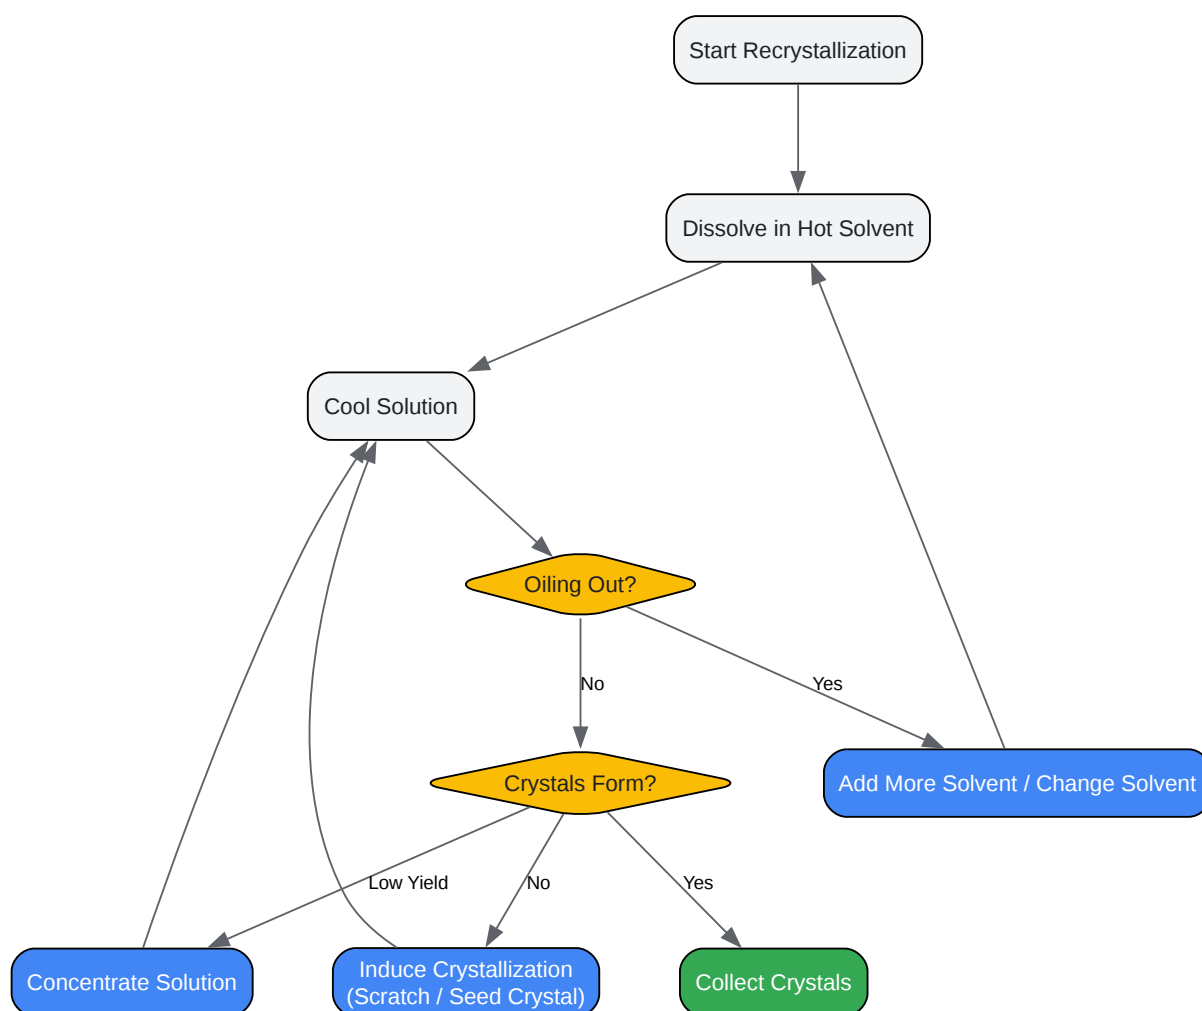 Start Recrystallization
Dissolve in Hot Solvent
Cool Solution
Oiling Out?
No
Yes
Crystals Form?
Add More Solvent / Change Solvent
Low Yield
No
Yes
Concentrate Solution
Induce Crystallization
(Scratch / Seed Crystal)
Collect Crystals